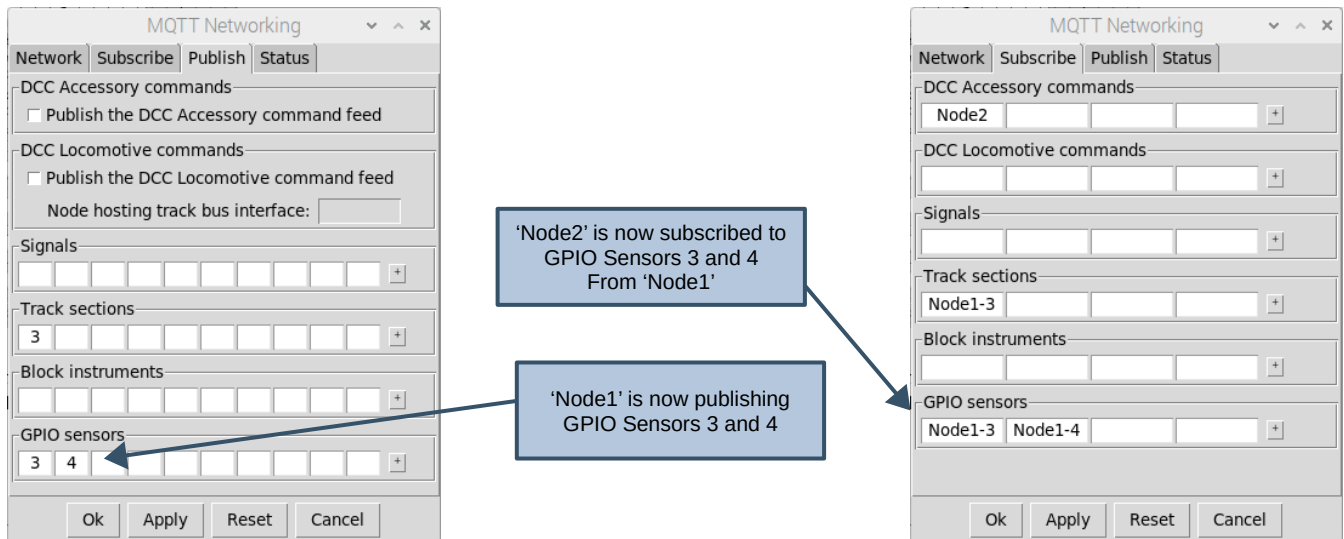 MQTT Networking
Network Subscribe Publish Status
DCC Accessory commands
Publish the DCC Accessory command feed
DCC Locomotive commands
Publish the DCC Locomotive command feed
Node hosting track bus interface:
Signals
+
Track sections
3 +
Block instruments
+
GPIO sensors
3 4 +
Ok Apply Reset Cancel
‘Node2’ is now subscribed to
GPIO Sensors 3 and 4
From ‘Node1’
‘Node1’ is now publishing
GPIO Sensors 3 and 4
MQTT Networking
Network Subscribe Publish Status
DCC Accessory commands
Node2 +
DCC Locomotive commands
+
Signals
+
Track sections
Node1-3 +
Block instruments
+
GPIO sensors
Node1-3 Node1-4 +
Ok Apply Reset Cancel